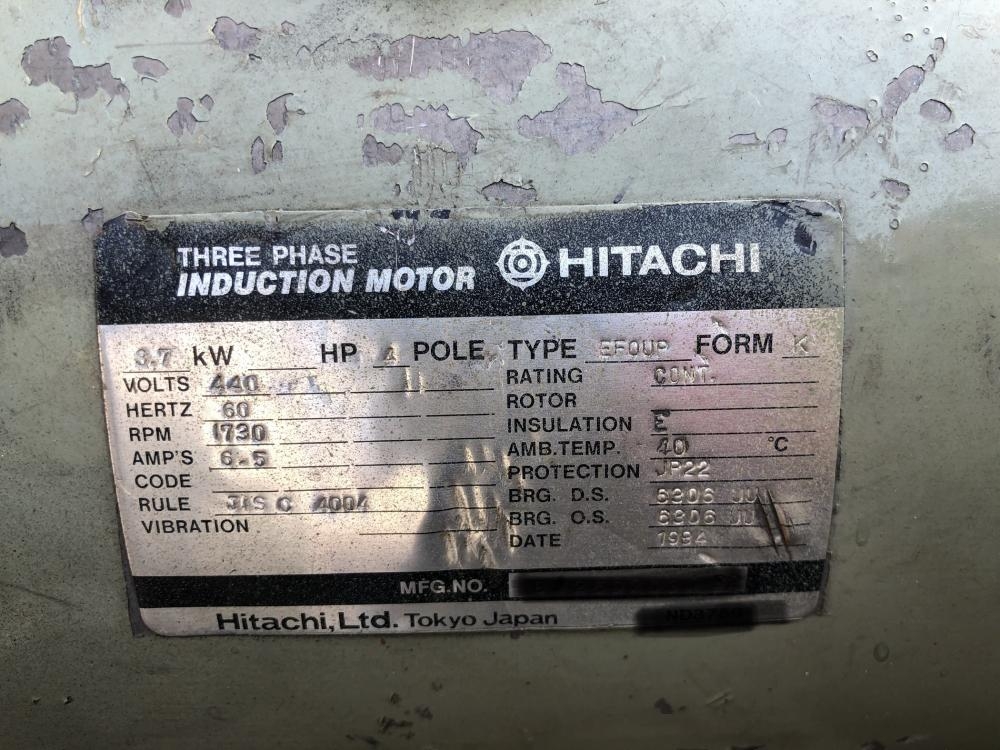 THREE PHASE
INDUCTION MOTOR HITACHI
3.7 kW HP 4 POLE TYPE EFOUP FORM K
VOLTS 440 RATING CONT.
HERTZ 60 ROTOR
RPM 1730 INSULATION E
AMP'S 6.5 AMB.TEMP. 40 °C
CODE PROTECTION JP22
RULE JIS C 4004 BRG. D.S. 6306 UU
VIBRATION BRG. O.S. 6306 UU
DATE 1994
MFG.NO.
Hitachi, Ltd. Tokyo Japan